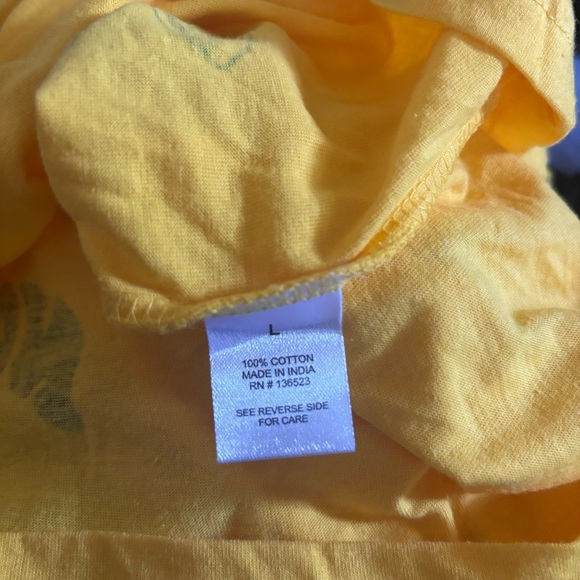 L
100% COTTON
MADE IN INDIA
RN # 136523
SEE REVERSE SIDE
FOR CARE